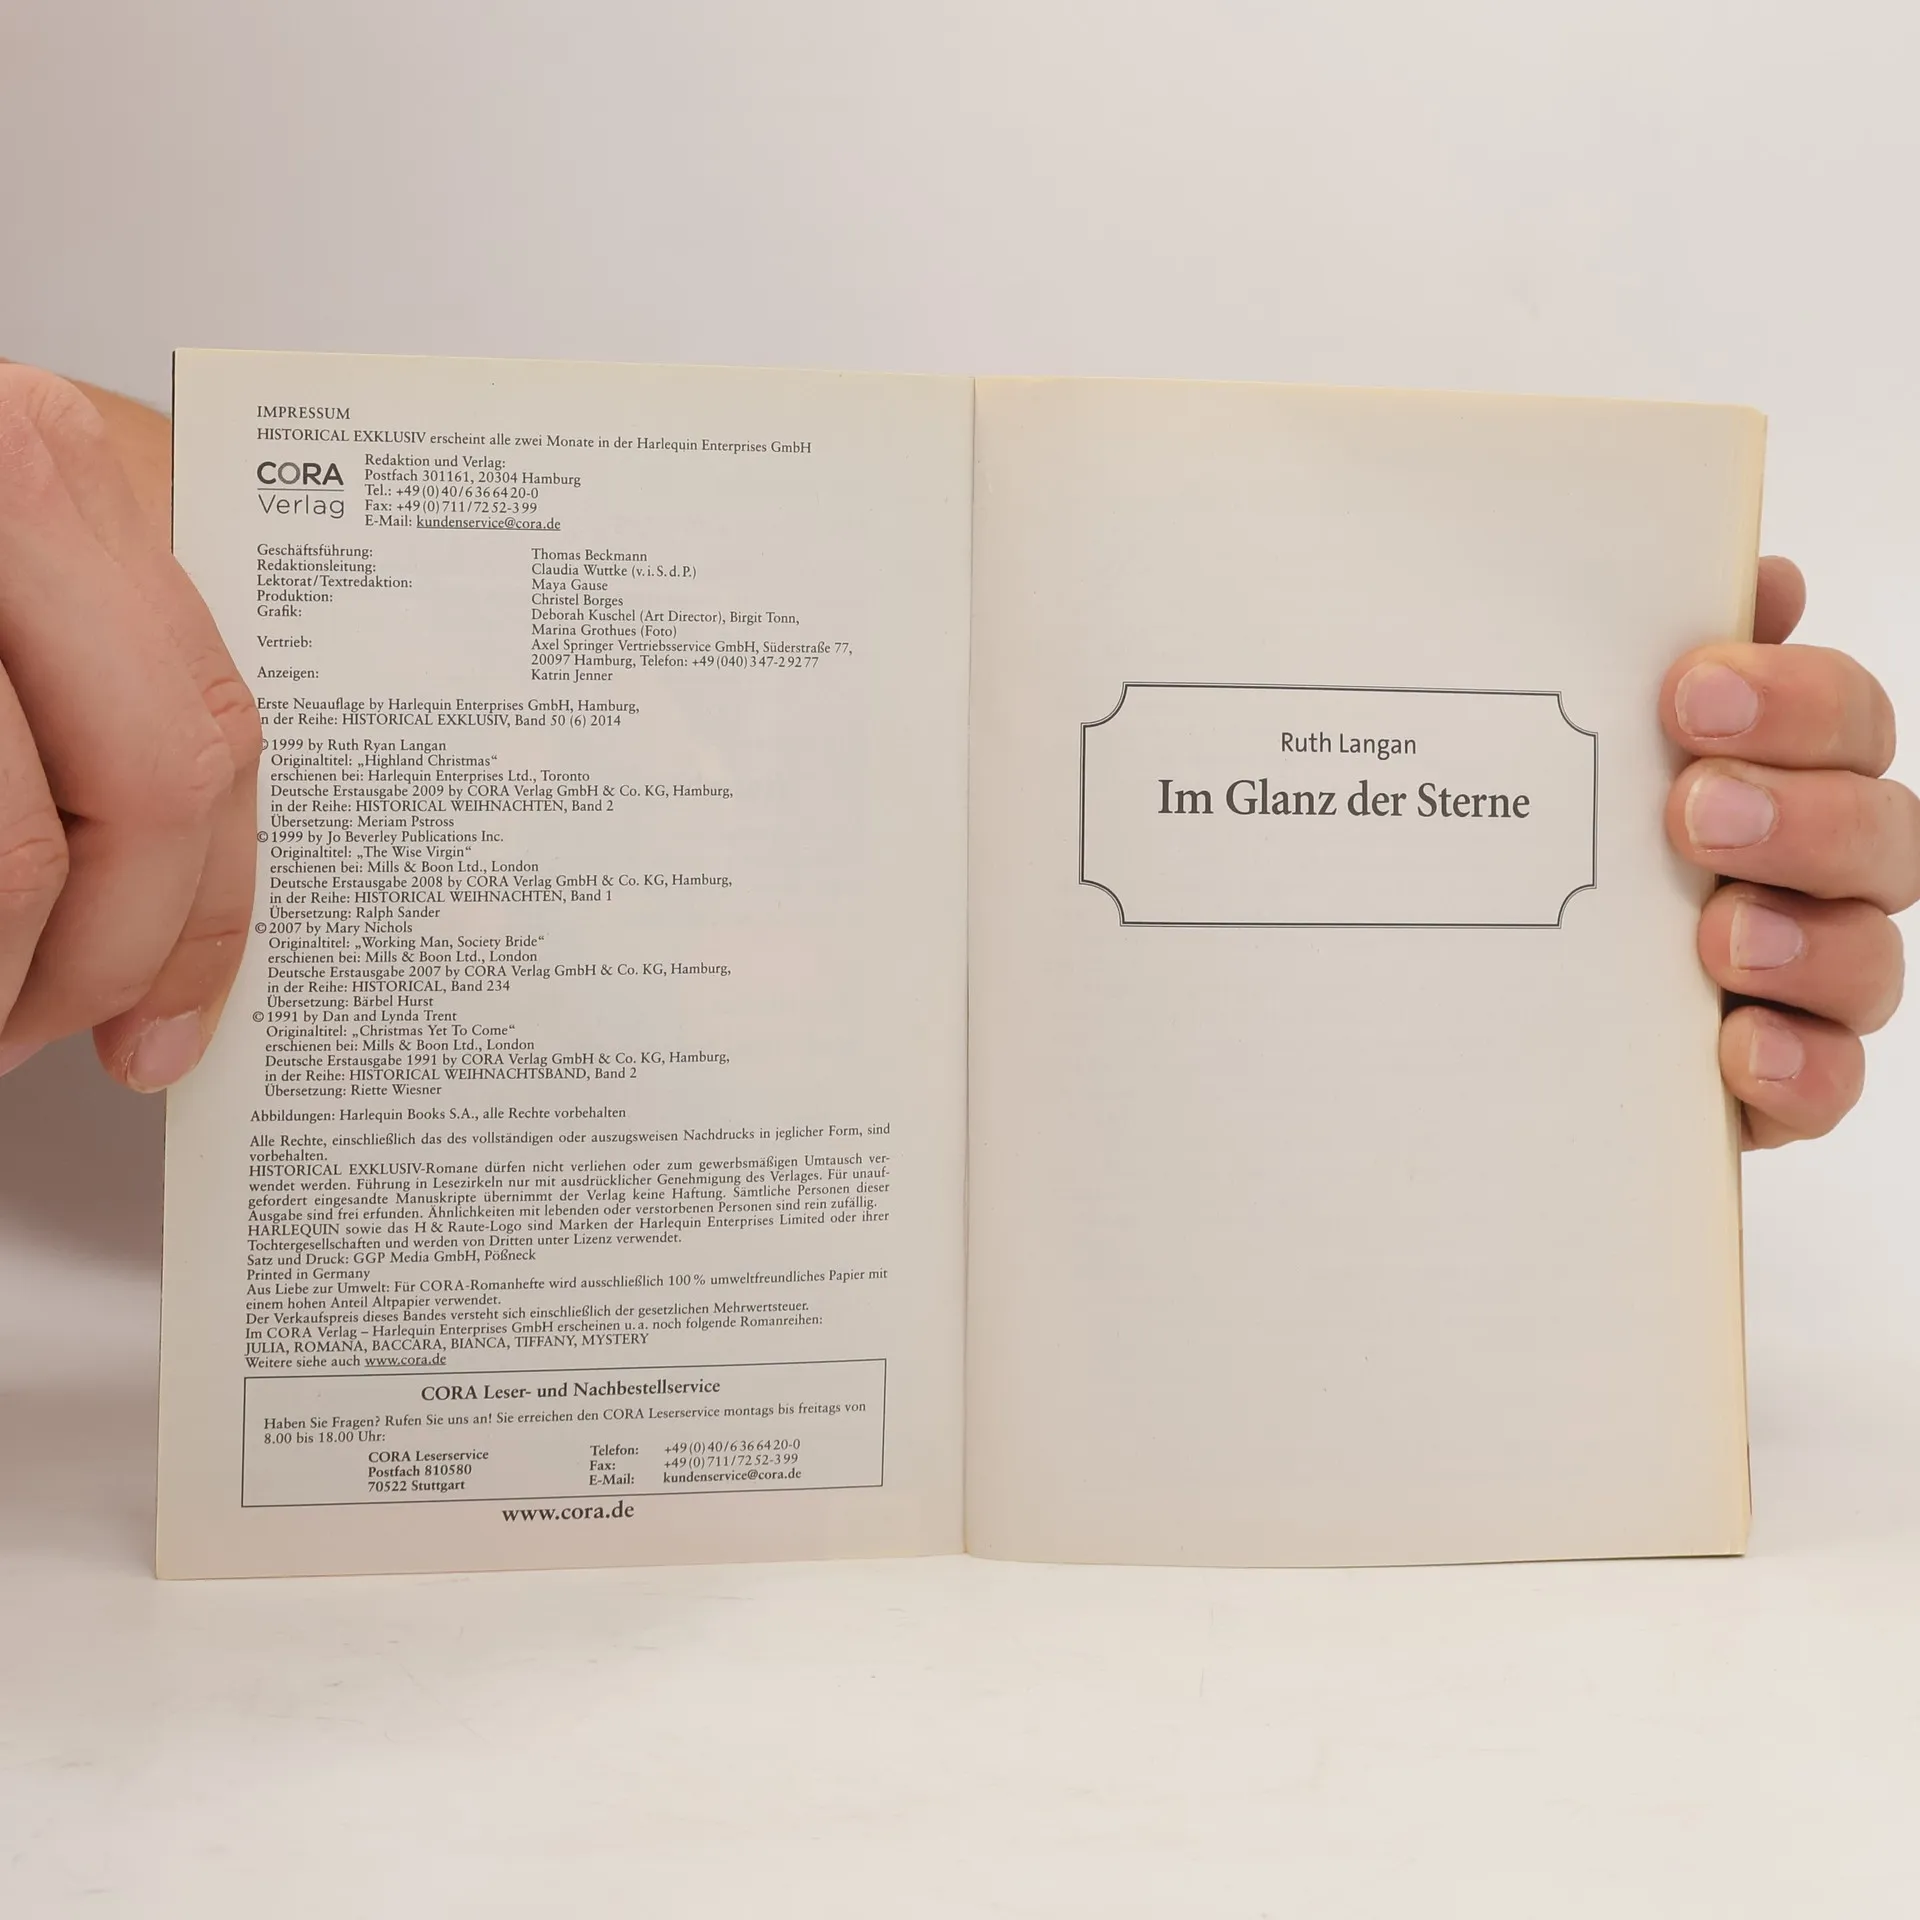 IMPRESSUM
HISTORICAL EXKLUSIV erscheint alle zwei Monate in der Harlequin Enterprises GmbH
CORA
Verlag
Redaktion und Verlag:
Postfach 301161, 20304 Hamburg
Tel.: +49(0)40/6366420-0
Fax: +49(0)711/7252-399
E-Mail: kundenservice@cora.de
Geschäftsführung: Thomas Beckmann
Redaktionsleitung: Claudia Wuttke (v.i.S.d.P.)
Lektorat/Textredaktion: Maya Gause
Produktion: Christel Borges
Grafik: Deborah Kuschel (Art Director), Birgit Tonn,
Marina Grothues (Foto)
Vertrieb: Axel Springer Vertriebsservice GmbH, Süderstraße 77,
20097 Hamburg, Telefon: +49(040)347-29277
Anzeigen: Katrin Jenner
Erste Neuauflage by Harlequin Enterprises GmbH, Hamburg,
in der Reihe: HISTORICAL EXKLUSIV, Band 50 (6) 2014
© 1999 by Ruth Ryan Langan
Originaltitel: „Highland Christmas“
erschienen bei: Harlequin Enterprises Ltd., Toronto
Deutsche Erstausgabe 2009 by CORA Verlag GmbH & Co. KG, Hamburg,
in der Reihe: HISTORICAL WEIHNACHTEN, Band 2
Übersetzung: Meriam Pstross
© 1999 by Jo Beverley Publications Inc.
Originaltitel: „The Wise Virgin“
erschienen bei: Mills & Boon Ltd., London
Deutsche Erstausgabe 2008 by CORA Verlag GmbH & Co. KG, Hamburg,
in der Reihe: HISTORICAL WEIHNACHTEN, Band 1
Übersetzung: Ralph Sander
© 2007 by Mary Nichols
Originaltitel: „Working Man, Society Bride“
erschienen bei: Mills & Boon Ltd., London
Deutsche Erstausgabe 2007 by CORA Verlag GmbH & Co. KG, Hamburg,
in der Reihe: HISTORICAL, Band 234
Übersetzung: Bärbel Hurst
© 1991 by Dan and Lynda Trent
Originaltitel: „Christmas Yet To Come“
erschienen bei: Mills & Boon Ltd., London
Deutsche Erstausgabe 1991 by CORA Verlag GmbH & Co. KG, Hamburg,
in der Reihe: HISTORICAL WEIHNACHTSBAND, Band 2
Übersetzung: Riette Wiesner
Abbildungen: Harlequin Books S.A., alle Rechte vorbehalten
Alle Rechte, einschließlich das des vollständigen oder auszugsweisen Nachdrucks in jeglicher Form, sind
vorbehalten.
HISTORICAL EXKLUSIV-Romane dürfen nicht verliehen oder zum gewerbsmäßigen Umtausch ver-
wendet werden. Führung in Lesezirkeln nur mit ausdrücklicher Genehmigung des Verlages. Für unauf-
gefordert eingesandte Manuskripte übernimmt der Verlag keine Haftung. Sämtliche Personen dieser
Ausgabe sind frei erfunden. Ähnlichkeiten mit lebenden oder verstorbenen Personen sind rein zufällig.
HARLEQUIN sowie das H & Raute-Logo sind Marken der Harlequin Enterprises Limited oder ihrer
Tochtergesellschaften und werden von Dritten unter Lizenz verwendet.
Satz und Druck: GGP Media GmbH, Pößneck
Printed in Germany
Aus Liebe zur Umwelt: Für CORA-Romanhefte wird ausschließlich 100 % umweltfreundliches Papier mit
einem hohen Anteil Altpapier verwendet.
Der Verkaufspreis dieses Bandes versteht sich einschließlich der gesetzlichen Mehrwertsteuer.
Im CORA Verlag – Harlequin Enterprises GmbH erscheinen u. a. noch folgende Romanreihen:
JULIA, ROMANA, BACCARA, BIANCA, TIFFANY, MYSTERY
Weitere siehe auch www.cora.de
CORA Leser- und Nachbestellservice
Haben Sie Fragen? Rufen Sie uns an! Sie erreichen den CORA Leserservice montags bis freitags von
8.00 bis 18.00 Uhr:
CORA Leserservice
Postfach 810580
70522 Stuttgart
Telefon: +49(0)40/6366420-0
Fax: +49(0)711/7252-399
E-Mail: kundenservice@cora.de
www.cora.de
Ruth Langan
Im Glanz der Sterne